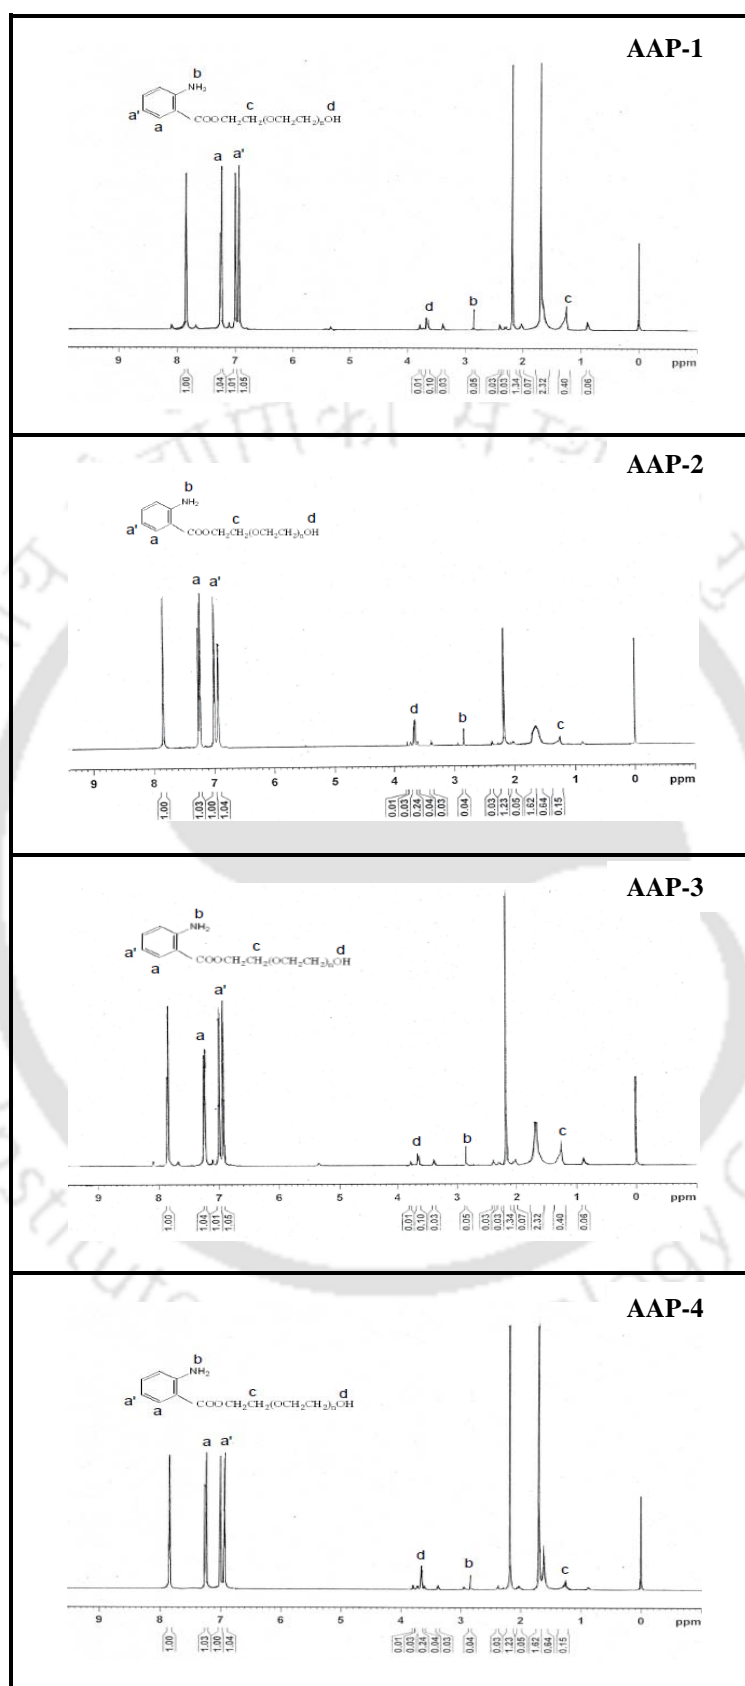 AAP-1
b
NH2
c
d
a'
a
COOCH2CH2(OCH2CH2)nOH
a
a'
d
b
c
9 8 7 6 5 4 3 2 1 0 ppm
1.00 1.04 1.01 1.05 0.01 0.10 0.03 0.05 0.03 0.03 1.34 0.07 2.32 0.40 0.06
AAP-2
b
NH2
c
d
a'
a
COOCH2CH2(OCH2CH2)nOH
a
a'
d
b
c
9 8 7 6 5 4 3 2 1 0 ppm
1.00 1.03 1.00 1.04 0.01 0.03 0.24 0.04 0.03 0.04 0.03 1.23 0.05 1.62 0.64 0.15
AAP-3
b
NH2
c
d
a'
a
COOCH2CH2(OCH2CH2)nOH
a'
a
d
b
c
9 8 7 6 5 4 3 2 1 0 ppm
1.00 1.04 1.01 1.05 0.01 0.10 0.03 0.05 0.03 0.03 1.34 0.07 2.32 0.40 0.06
AAP-4
b
NH2
c
d
a'
a
COOCH2CH2(OCH2CH2)nOH
a
a'
d
b
c
9 8 7 6 5 4 3 2 1 0 ppm
1.00 1.03 1.00 1.04 0.01 0.03 0.24 0.04 0.03 0.04 0.03 1.23 0.05 1.62 0.64 0.15